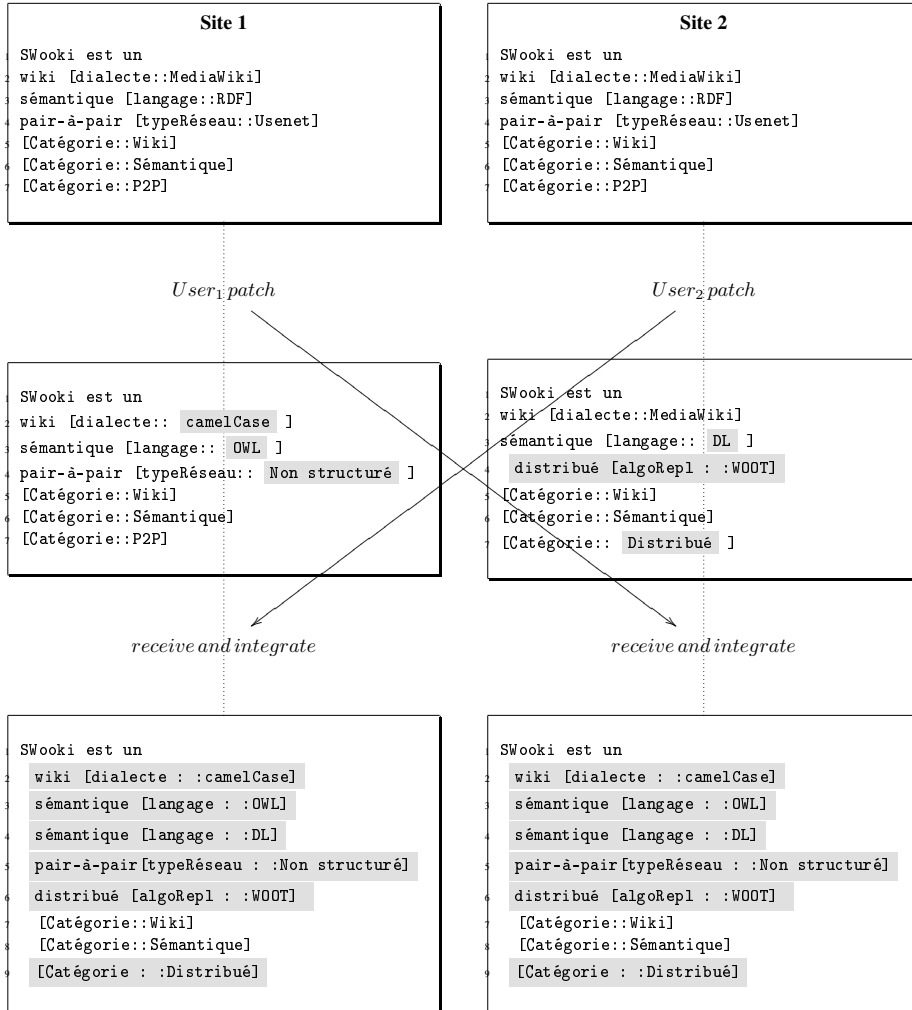 Site 1
1 SWooki est un
2 wiki [dialecte::MediaWiki]
3 sémantique [langage::RDF]
4 pair-à-pair [typeRéseau::Usenet]
5 [Catégorie::Wiki]
6 [Catégorie::Sémantique]
7 [Catégorie::P2P]
Site 2
1 SWooki est un
2 wiki [dialecte::MediaWiki]
3 sémantique [langage::RDF]
4 pair-à-pair [typeRéseau::Usenet]
5 [Catégorie::Wiki]
6 [Catégorie::Sémantique]
7 [Catégorie::P2P]
User1 patch
User2 patch
1 SWooki est un
2 wiki [dialecte:: camelCase ]
3 sémantique [langage:: OWL ]
4 pair-à-pair [typeRéseau:: Non structuré ]
5 [Catégorie::Wiki]
6 [Catégorie::Sémantique]
7 [Catégorie::P2P]
1 SWooki est un
2 wiki [dialecte::MediaWiki]
3 sémantique [langage:: DL ]
4 distribué [algoRepl : :WOOT]
5 [Catégorie::Wiki]
6 [Catégorie::Sémantique]
7 [Catégorie:: Distribué ]
receive and integrate
receive and integrate
1 SWooki est un
2 wiki [dialecte : :camelCase]
3 sémantique [langage : :OWL]
4 sémantique [langage : :DL]
5 pair-à-pair[typeRéseau : :Non structuré]
6 distribué [algoRepl : :WOOT]
7 [Catégorie::Wiki]
8 [Catégorie::Sémantique]
9 [Catégorie : :Distribué]
1 SWooki est un
2 wiki [dialecte : :camelCase]
3 sémantique [langage : :OWL]
4 sémantique [langage : :DL]
5 pair-à-pair[typeRéseau : :Non structuré]
6 distribué [algoRepl : :WOOT]
7 [Catégorie::Wiki]
8 [Catégorie::Sémantique]
9 [Catégorie : :Distribué]